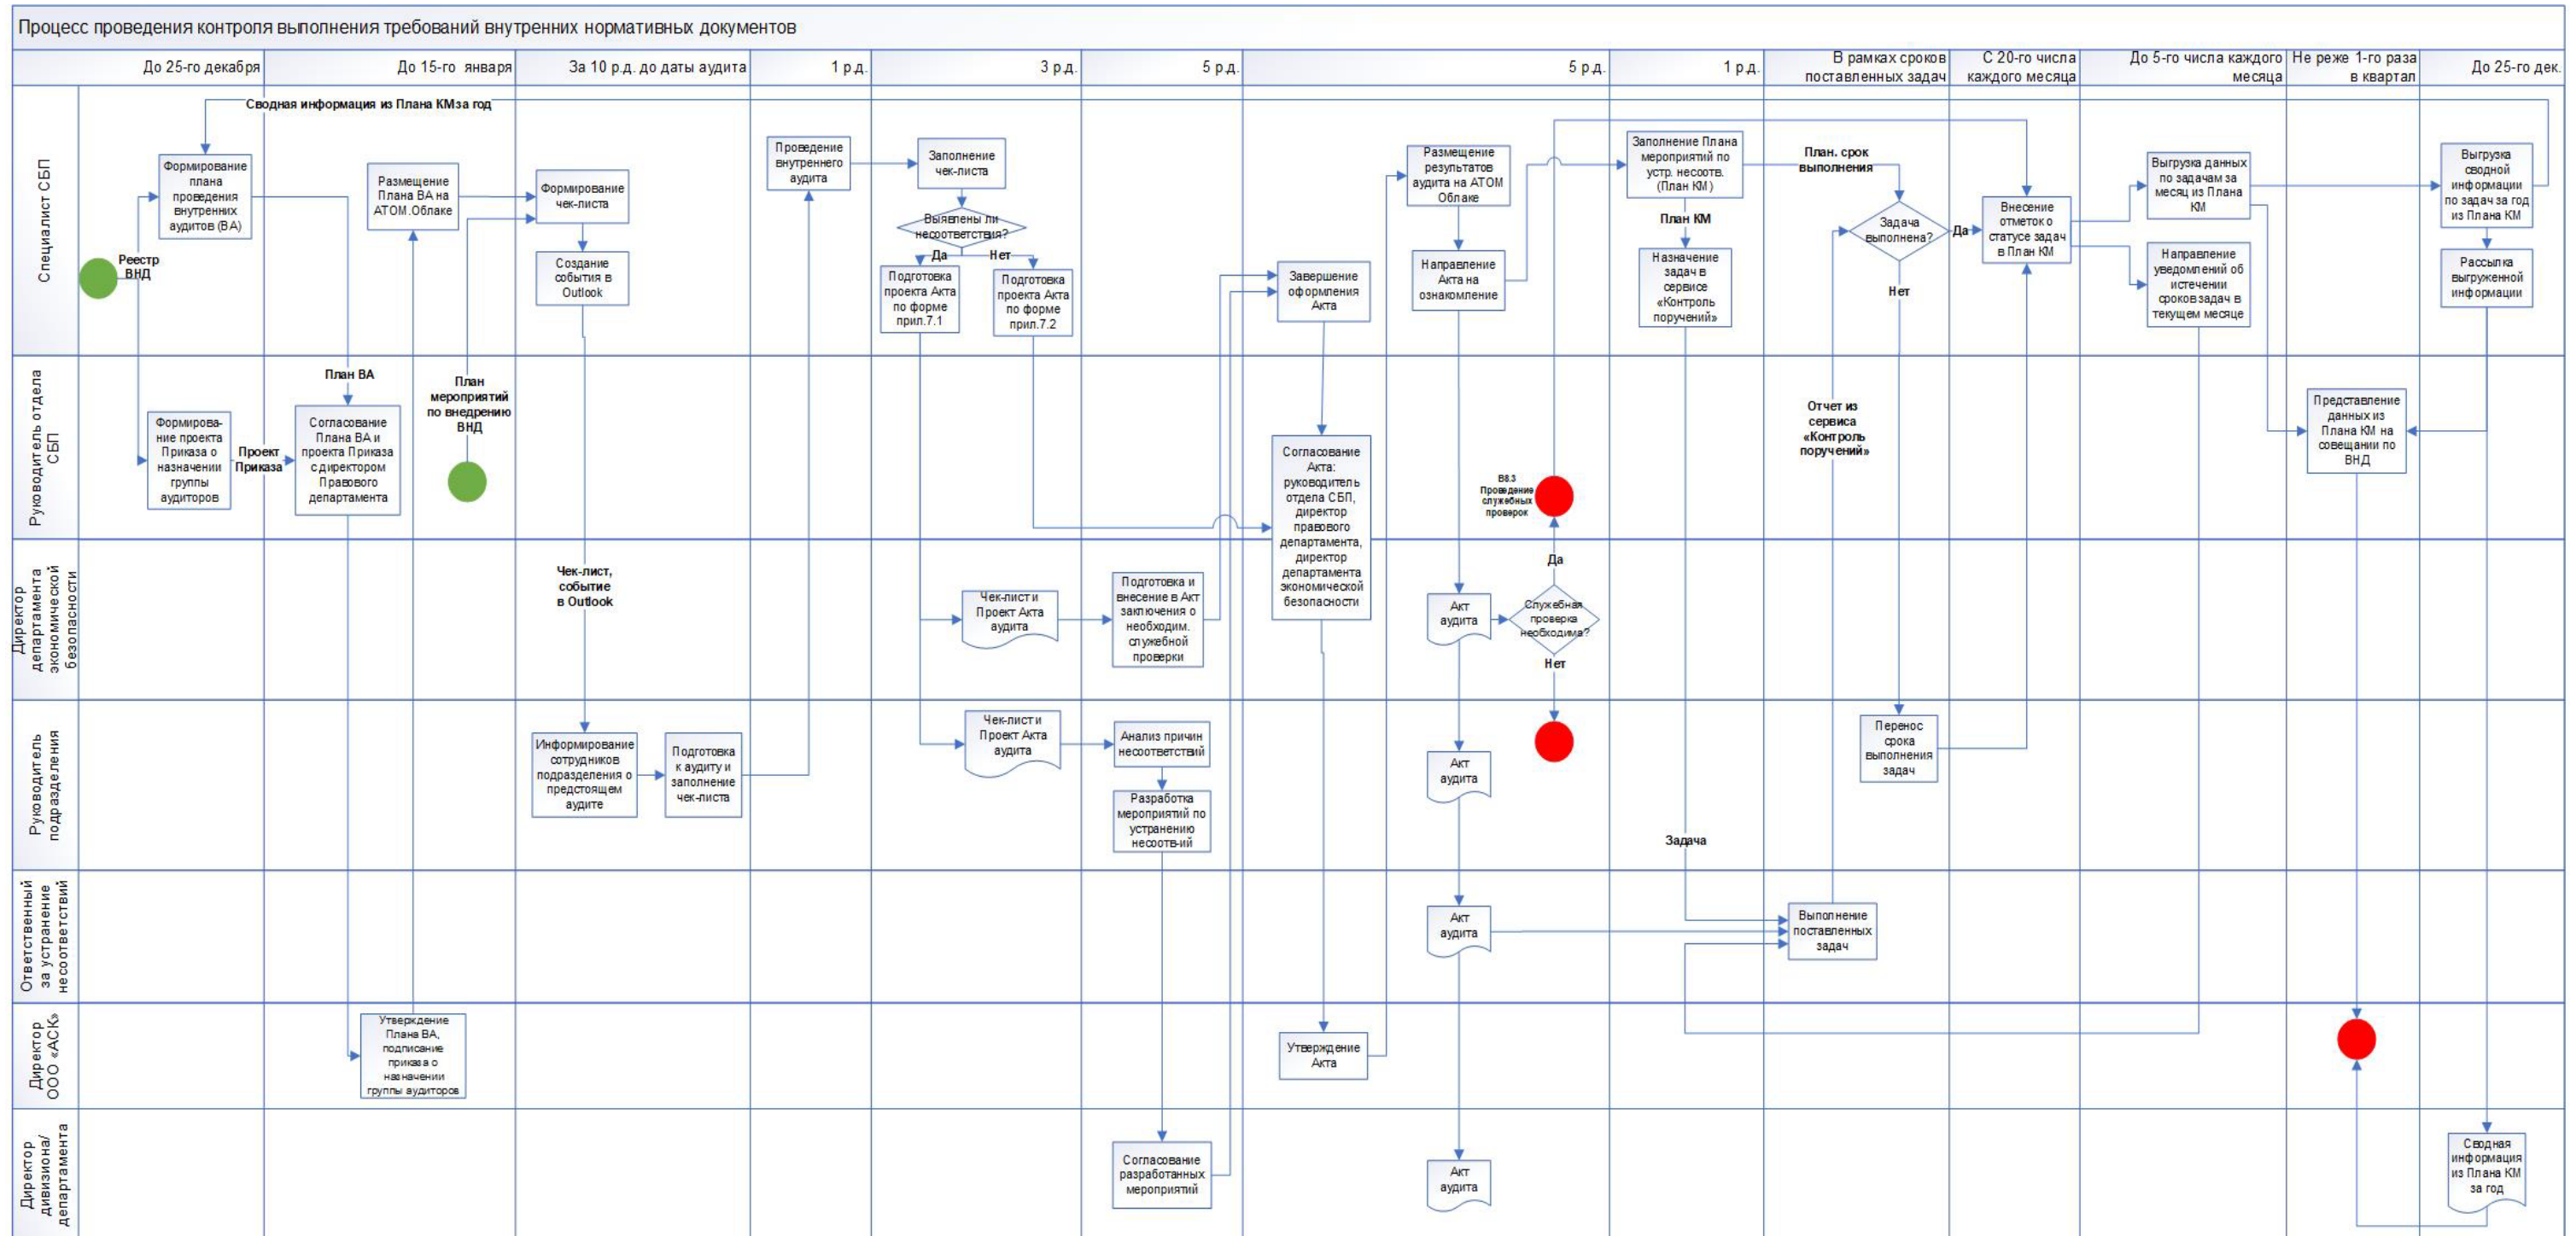 Процесс проведения контроля выполнения требований внутренних нормативных документов
До 25-го декабря
До 15-го января
За 10 р.д. до даты аудита
1 р.д.
3 р.д.
5 р.д.
5 р.д.
1 р.д.
В рамках сроков
поставленных задач
С 20-го числа
каждого месяца
До 5-го числа каждого
месяца
Не реже 1-го раза
в квартал
До 25-го дек.
Специалист СБП
Сводная информация из Плана КМ за год
Реестр
ВНД
Формирование
плана
проведения
внутренних
аудитов (ВА)
Размещение
Плана ВА на
АТОМ.Облаке
Формирование
чек-листа
Создание
события в
Outlook
Проведение
внутреннего
аудита
Заполнение
чек-листа
Выявлены ли
несоответствия?
Да
Нет
Подготовка
проекта Акта
по форме
прил.7.1
Подготовка
проекта Акта
по форме
прил.7.2
Завершение
оформления
Акта
Размещение
результатов
аудита на АТОМ
Облаке
Направление
Акта на
ознакомление
Заполнение Плана
мероприятий по
устр. несоотв.
(План КМ)
План КМ
Назначение
задач в
сервисе
«Контроль
поручений»
План. срок
выполнения
Задача
выполнена?
Да
Нет
Внесение
отметок о
статусе задач
в План КМ
Выгрузка данных
по задачам за
месяц из Плана
КМ
Направление
уведомлений об
истечении
сроков задач в
текущем месяце
Выгрузка
сводной
информации
по задач за год
из Плана КМ
Рассылка
выгруженной
информации
Руководитель отдела
СБП
Формирова-
ние проекта
Приказа о
назначении
группы
аудиторов
Проект
Приказа
План ВА
Согласование
Плана ВА и
проекта Приказа
с директором
Правового
департамента
План
мероприятий
по внедрению
ВНД
Согласование
Акта:
руководитель
отдела СБП,
директор
правового
департамента,
директор
департамента
экономической
безопасности
В8.3
Проведение
служебных
проверок
Отчет из
сервиса
«Контроль
поручений»
Представление
данных из
Плана КМ на
совещании по
ВНД
Директор
департамента
экономической
безопасности
Чек-лист,
событие
в Outlook
Чек-лист и
Проект Акта
аудита
Подготовка и
внесение в Акт
заключения о
необходим.
служебной
проверки
Акт
аудита
Да
Служебная
проверка
необходима?
Нет
Руководитель
подразделения
Информирование
сотрудников
подразделения о
предстоящем
аудите
Подготовка
к аудиту и
заполнение
чек-листа
Чек-лист и
Проект Акта
аудита
Анализ причин
несоответствий
Разработка
мероприятий по
устранению
несоотв-ий
Акт
аудита
Задача
Перенос
срока
выполнения
задач
Ответственный
за устранение
несоответствий
Акт
аудита
Выполнение
поставленных
задач
Директор
ООО «АСК»
Утверждение
Плана ВА,
подписание
приказа о
назначении
группы аудиторов
Утверждение
Акта
Директор
дивизиона/
департамента
Согласование
разработанных
мероприятий
Акт
аудита
Сводная
информация
из Плана КМ
за год